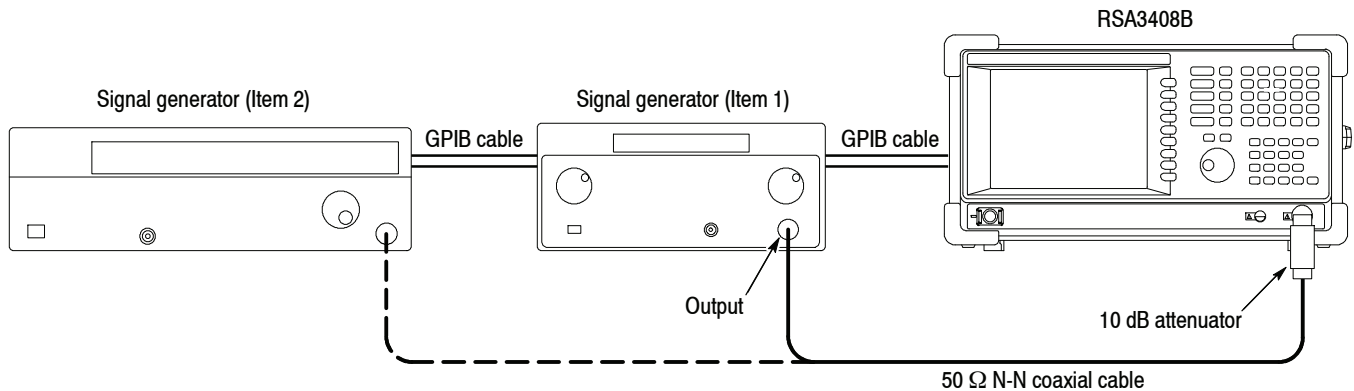 RSA3408B
Signal generator (Item 2)
Signal generator (Item 1)
GPIB cable
GPIB cable
Output
10 dB attenuator
50 Ω N-N coaxial cable